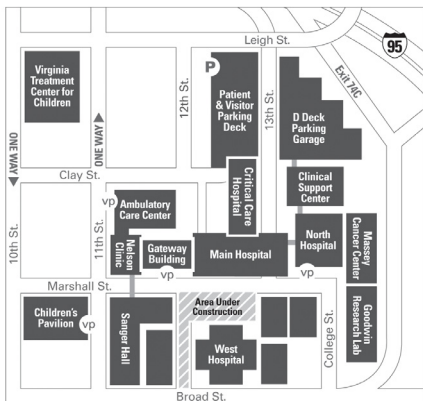 Leigh St.
95
Exit 74C
Virginia
Treatment
Center for
Children
12th St.
P
Patient
& Visitor
Parking
Deck
13th St.
D Deck
Parking
Garage
ONE WAY
ONE WAY
Clay St.
Critical Care
Hospital
Clinical
Support
Center
vp
Ambulatory
Care Center
10th St.
11th St.
Nelson
Clinic
Gateway
Building
Main Hospital
North
Hospital
Massey
Cancer Center
vp
vp
Marshall St.
Children's
Pavilion
vp
Sanger Hall
Area Under
Construction
West
Hospital
College St.
Goodwin
Research Lab
Broad St.